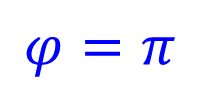 φ = π